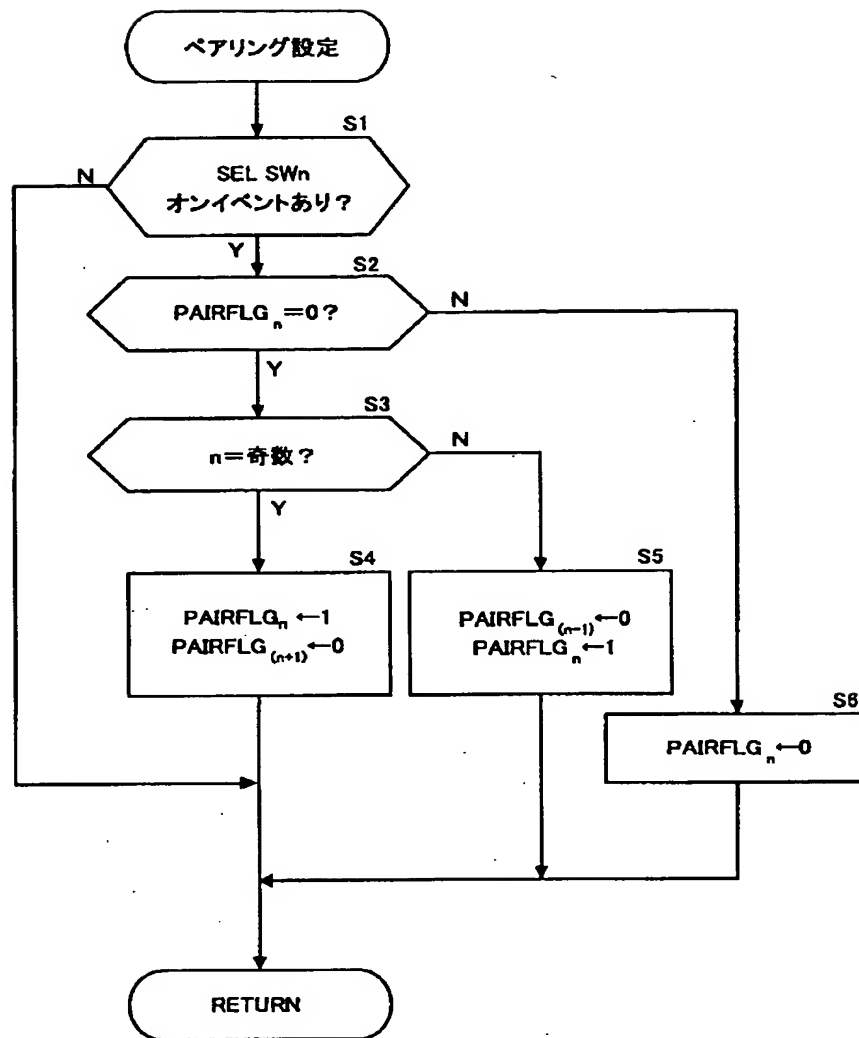 ペアリング設定
S1
SEL SWn
オンイベントあり?
N
Y
S2
PAIRFLGn=0?
N
Y
S3
n=奇数?
N
Y
S4
PAIRFLGn←1
PAIRFLG(n+1)←0
S5
PAIRFLG(n-1)←0
PAIRFLGn←1
S6
PAIRFLGn←0
RETURN